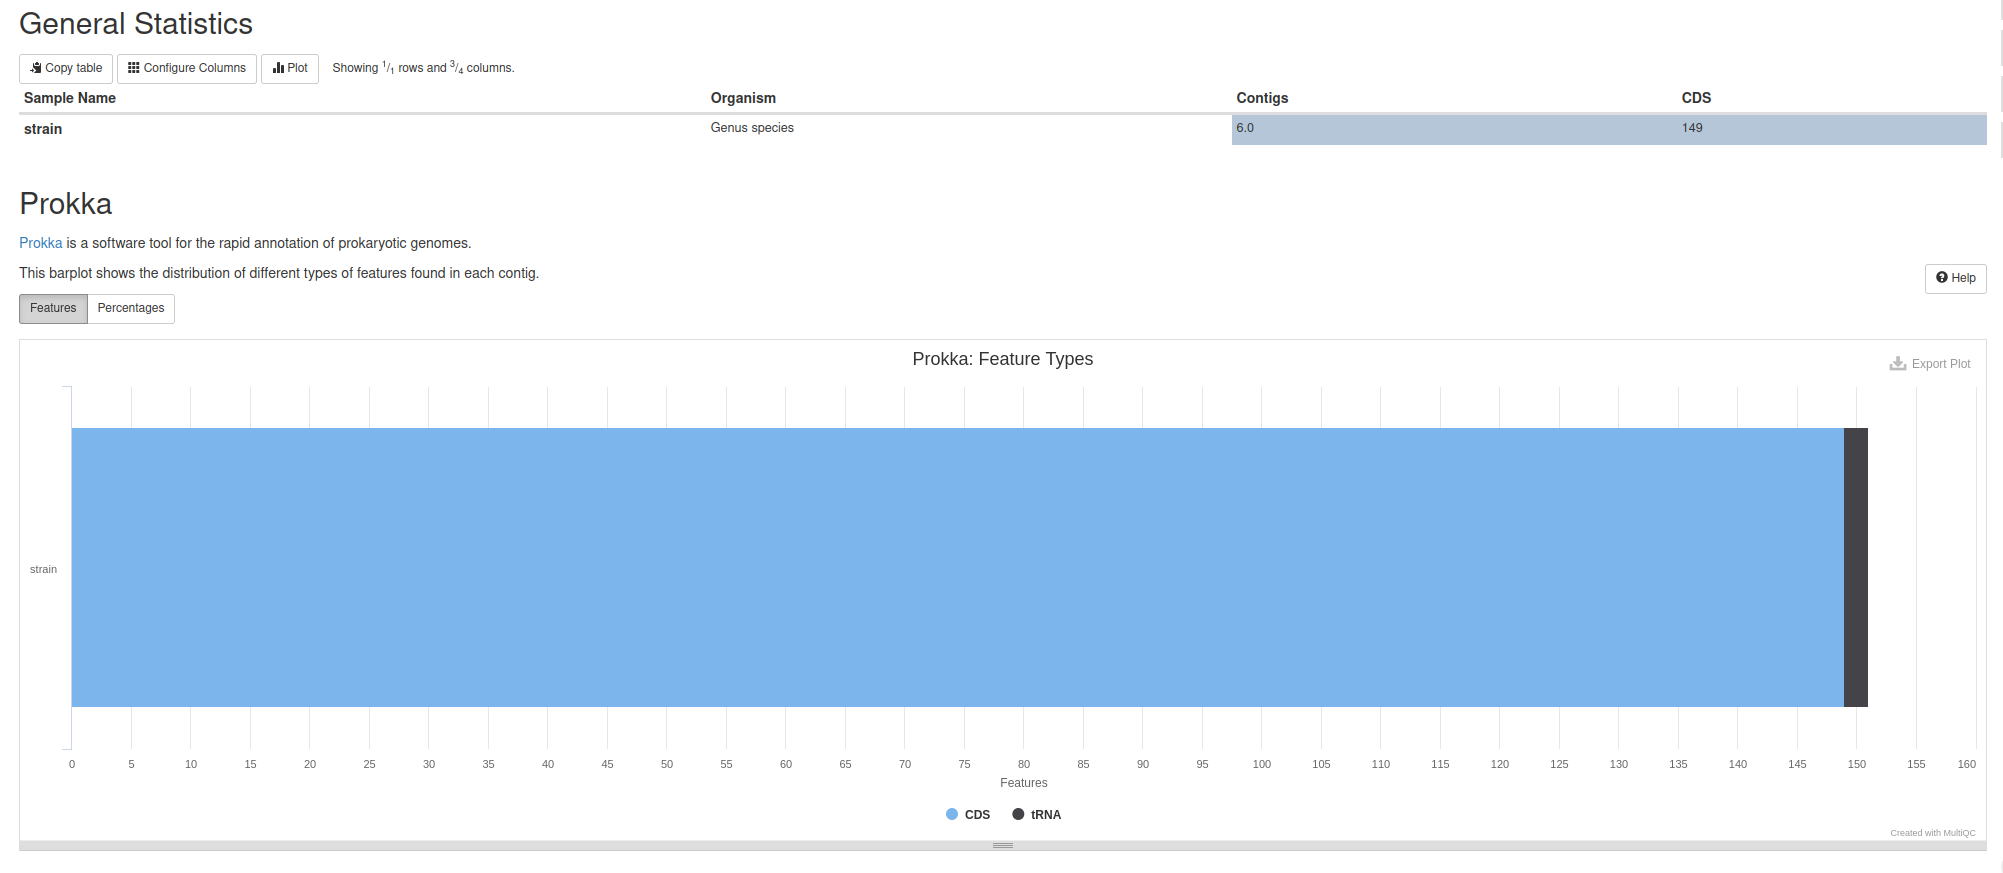 General Statistics
Copy table Configure Columns Plot Showing 1/1 rows and 3/4 columns.
Sample Name Organism Contigs CDS
strain Genus species 6.0 149
Prokka
Prokka is a software tool for the rapid annotation of prokaryotic genomes.
This barplot shows the distribution of different types of features found in each contig.
Help
Features Percentages
Prokka: Feature Types
Export Plot
strain
0 5 10 15 20 25 30 35 40 45 50 55 60 65 70 75 80 85 90 95 100 105 110 115 120 125 130 135 140 145 150 155 160
Features
CDS tRNA
Created with MultiQC